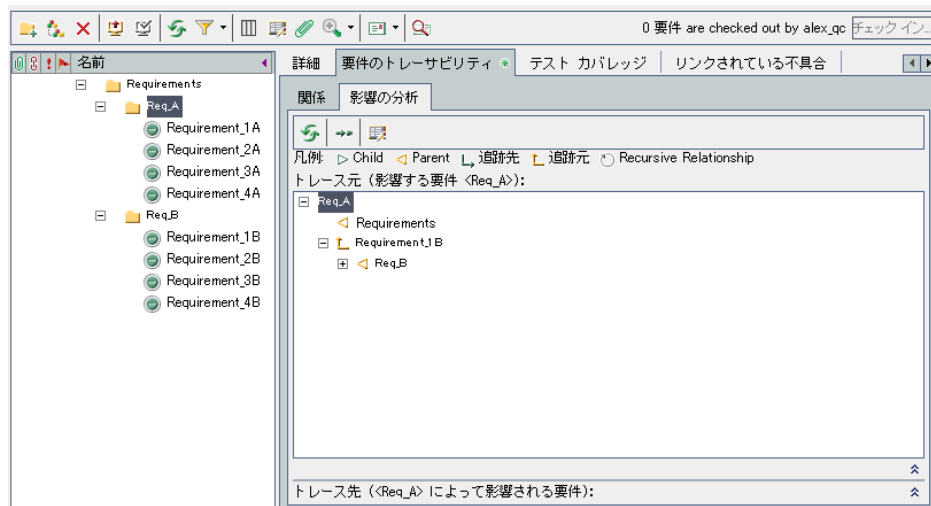 0 要件 are checked out by alex_qc チェックイン...
名前
Requirements
Req_A
Requirement_1A
Requirement_2A
Requirement_3A
Requirement_4A
Req_B
Requirement_1B
Requirement_2B
Requirement_3B
Requirement_4B
詳細 要件のトレーサビリティ * テスト カバレッジ リンクされている不具合
関係 影響の分析
凡例: Child Parent 追跡先 追跡元 Recursive Relationship
トレース元 (影響する要件 <Req_A>):
Req_A
Requirements
Requirement_1B
Req_B
トレース先 (<Req_A> によって影響される要件):